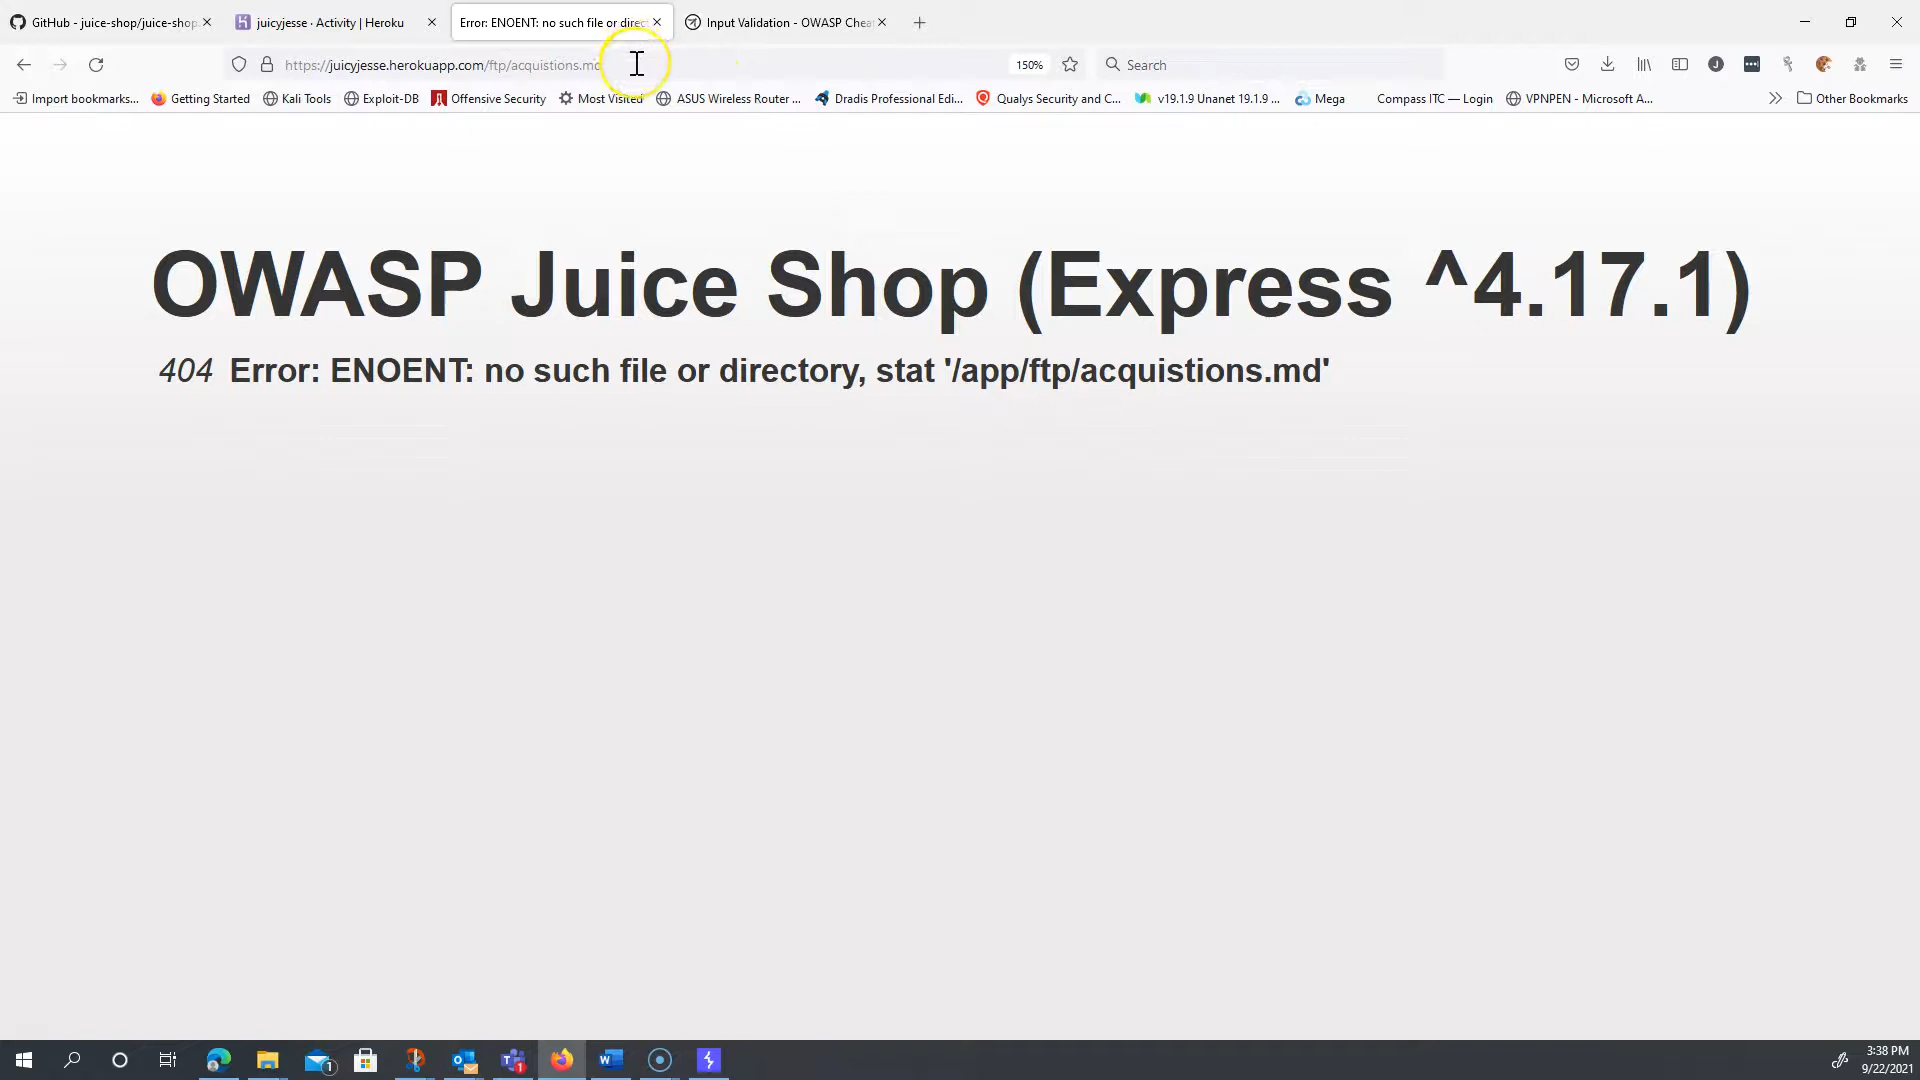 GitHub - juice-shop/juice-shop: juicyjesse · Activity | Heroku Error: ENOENT: no such file or direct Input Validation - OWASP Cheat
https://juicyjesse.herokuapp.com/ftp/acquistions.md 150% Search
Import bookmarks... Getting Started Kali Tools Exploit-DB Offensive Security Most Visited ASUS Wireless Router ... Dradis Professional Edi... Qualys Security and C... v19.1.9 Unanet 19.1.9 ... Mega Compass ITC — Login VPNPEN - Microsoft A... Other Bookmarks
OWASP Juice Shop (Express ^4.17.1)
404 Error: ENOENT: no such file or directory, stat '/app/ftp/acquistions.md'
3:38 PM
9/22/2021